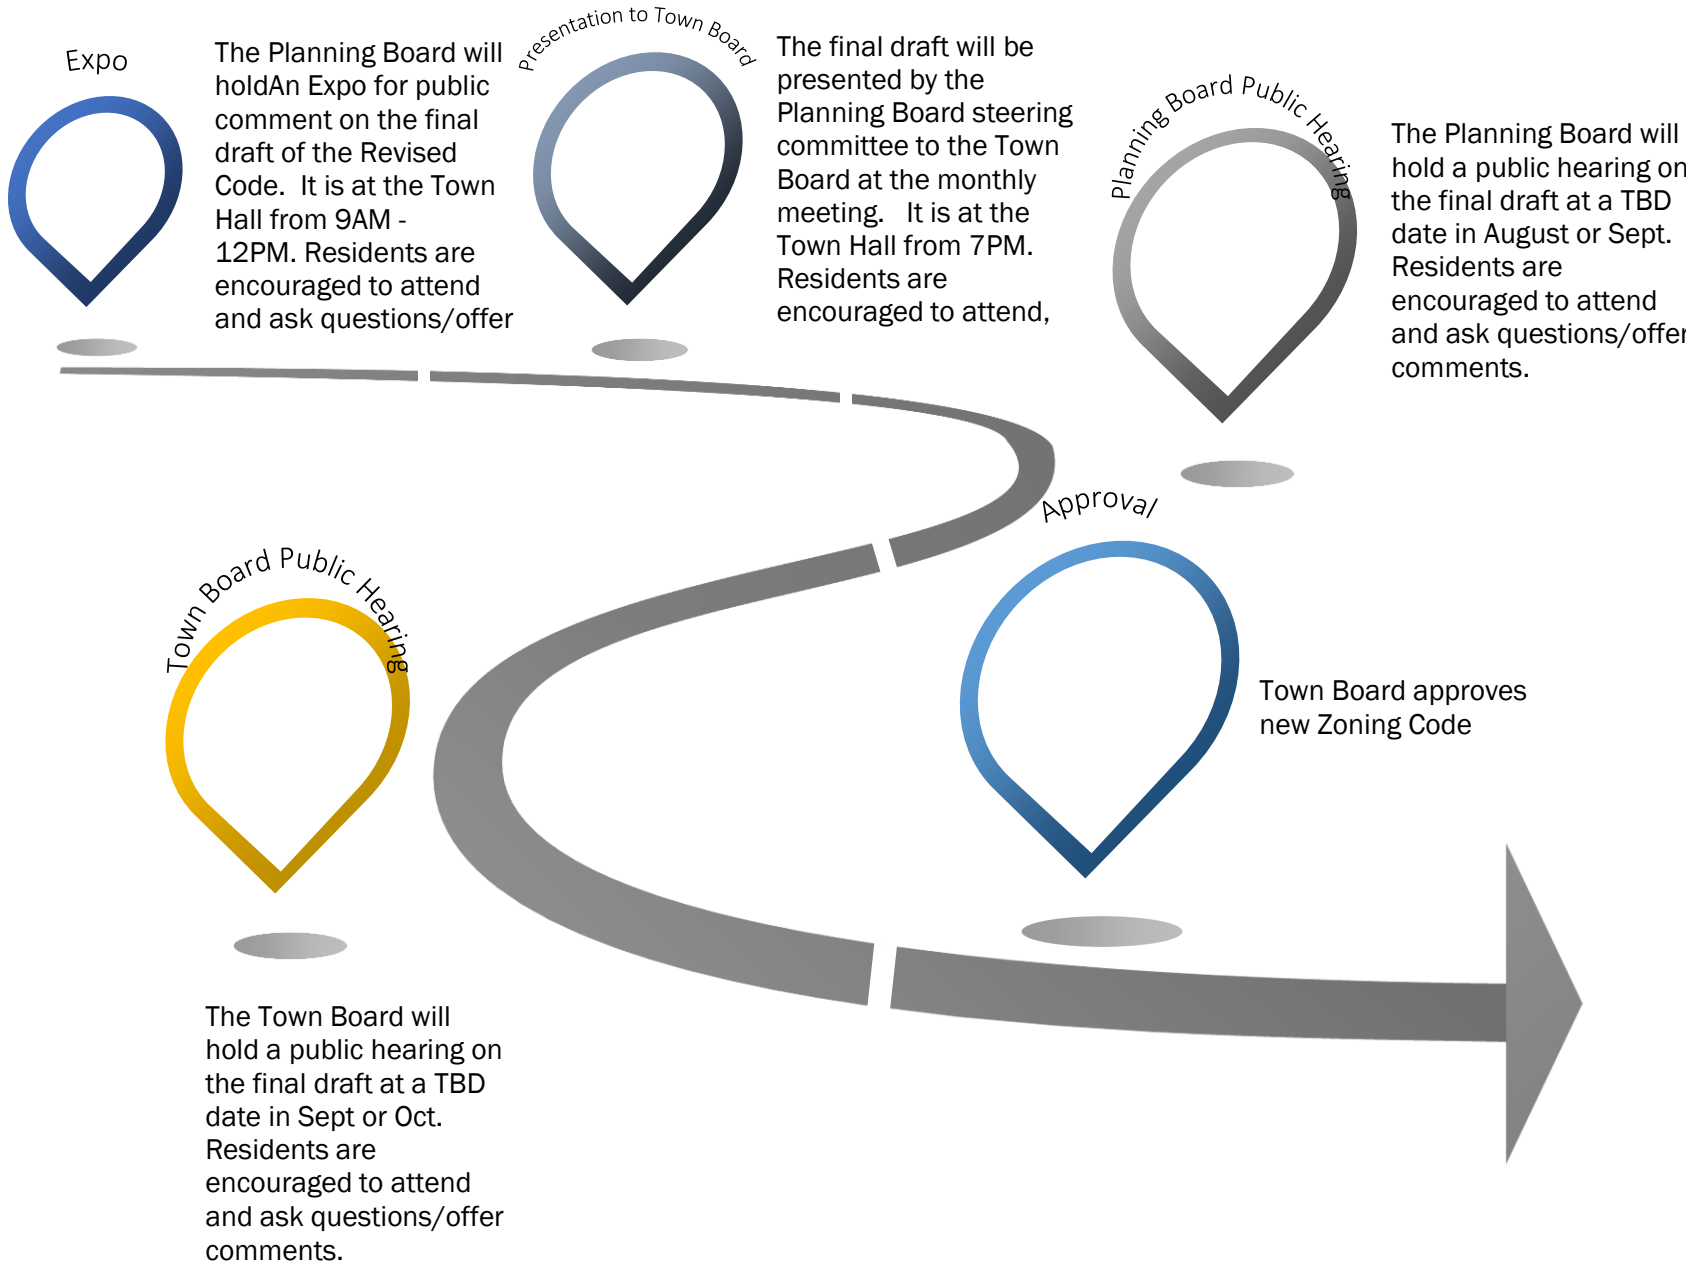 Expo
The Planning Board will
holdAn Expo for public
comment on the final
draft of the Revised
Code.  It is at the Town
Hall from 9AM -
12PM. Residents are
encouraged to attend
and ask questions/offer
Presentation to Town Board
The final draft will be
presented by the
Planning Board steering
committee to the Town
Board at the monthly
meeting.   It is at the
Town Hall from 7PM.
Residents are
encouraged to attend,
Planning Board Public Hearing
The Planning Board will
hold a public hearing on
the final draft at a TBD
date in August or Sept.
Residents are
encouraged to attend
and ask questions/offer
comments.
Town Board Public Hearing
The Town Board will
hold a public hearing on
the final draft at a TBD
date in Sept or Oct.
Residents are
encouraged to attend
and ask questions/offer
comments.
Approval
Town Board approves
new Zoning Code